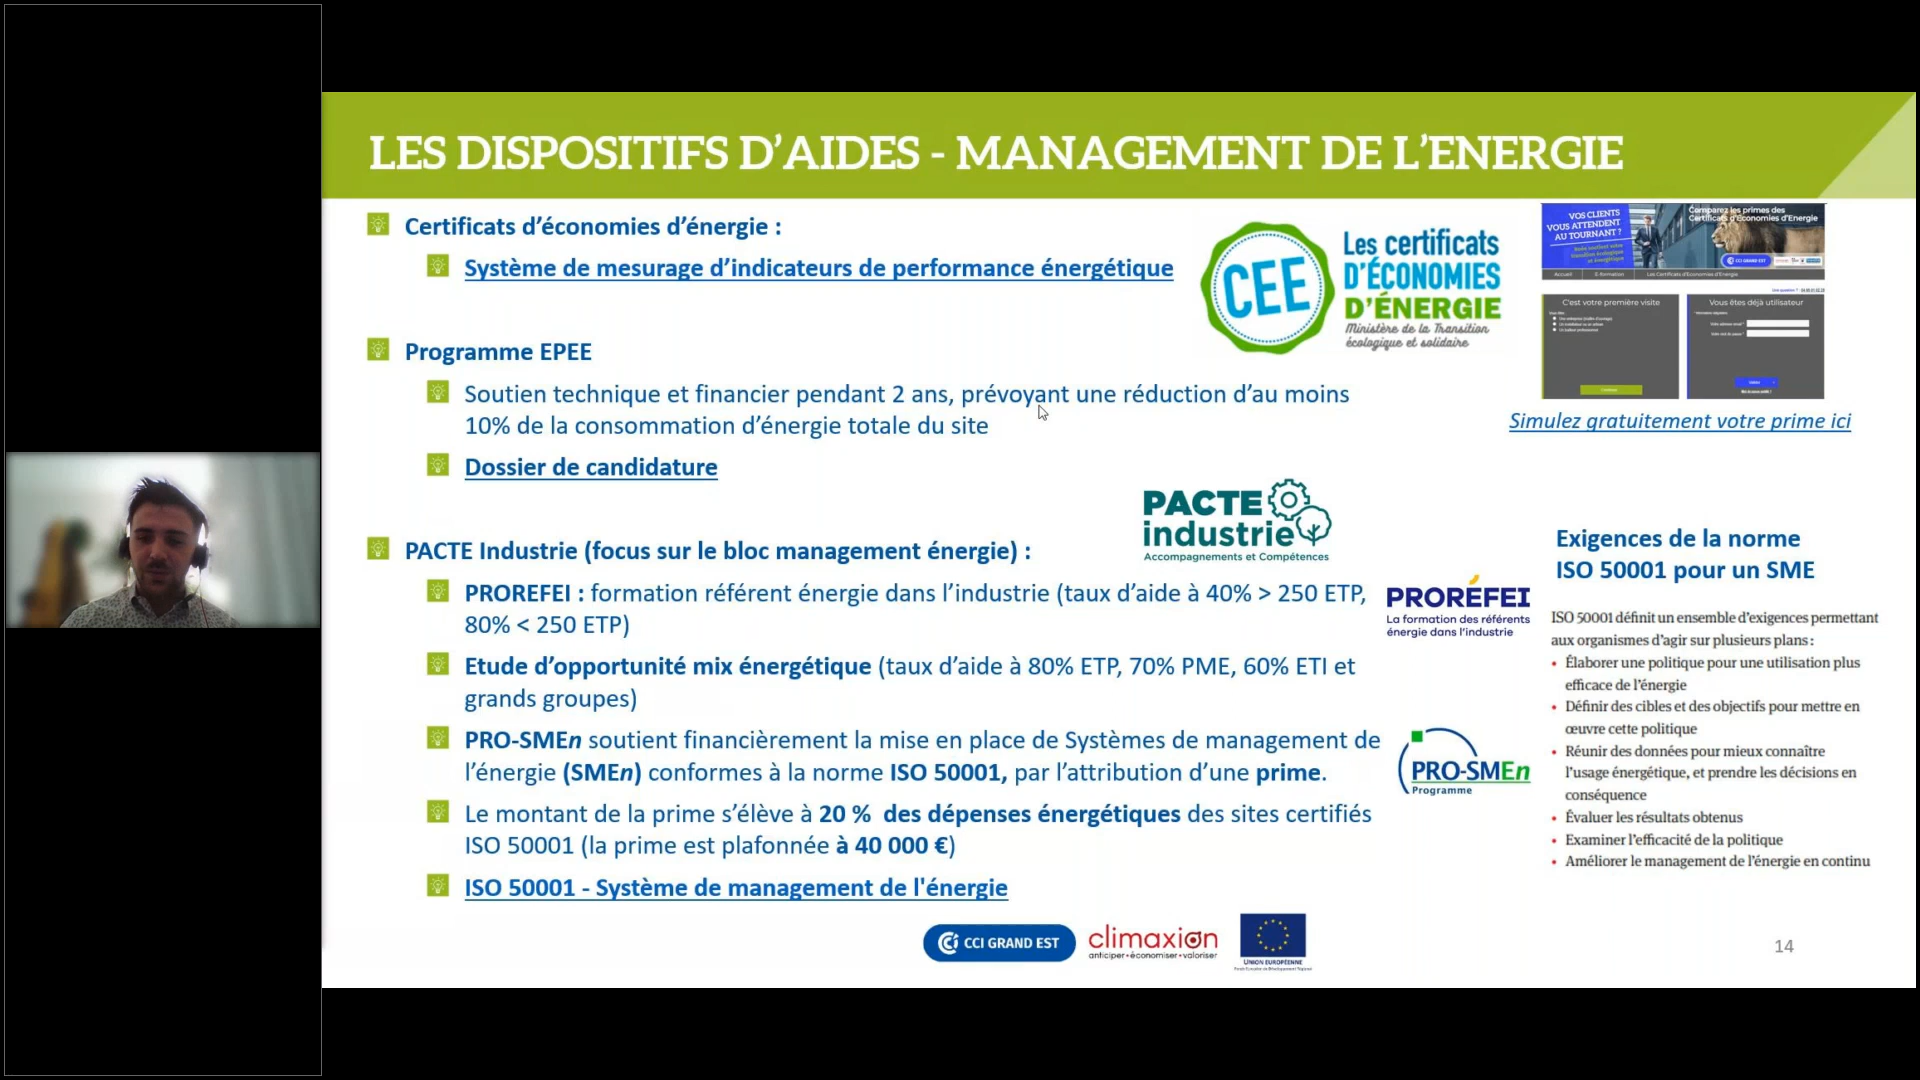 LES DISPOSITIFS D’AIDES - MANAGEMENT DE L’ENERGIE
Certificats d’économies d’énergie :
Système de mesurage d’indicateurs de performance énergétique
Programme EPEE
Soutien technique et financier pendant 2 ans, prévoyant une réduction d’au moins
10% de la consommation d’énergie totale du site
Dossier de candidature
PACTE Industrie (focus sur le bloc management énergie) :
PROREFEI : formation référent énergie dans l’industrie (taux d’aide à 40% > 250 ETP,
80% < 250 ETP)
Etude d’opportunité mix énergétique (taux d’aide à 80% ETP, 70% PME, 60% ETI et
grands groupes)
PRO-SMEn soutient financièrement la mise en place de Systèmes de management de
l’énergie (SMEn) conformes à la norme ISO 50001, par l’attribution d’une prime.
Le montant de la prime s’élève à 20 % des dépenses énergétiques des sites certifiés
ISO 50001 (la prime est plafonnée à 40 000 €)
ISO 50001 - Système de management de l'énergie
CEE
Les certificats
D’ÉCONOMIES
D’ÉNERGIE
Ministère de la Transition
écologique et solidaire
VOS CLIENTS
VOUS ATTENDENT
AU TOURNANT ?
Comparez les primes des
Certificats d'Économies d'Energie
CCI GRAND EST
Accueil
E-formation
Les Certificats d'Economies d'Energie
C'est votre première visite
Vous êtes déjà utilisateur
Simulez gratuitement votre prime ici
PACTE
industrie
Accompagnements et Compétences
PRORÉFEI
La formation des référents
énergie dans l’industrie
PRO-SMEn
Programme
Exigences de la norme
ISO 50001 pour un SME
ISO 50001 définit un ensemble d’exigences permettant
aux organismes d’agir sur plusieurs plans :
• Élaborer une politique pour une utilisation plus
efficace de l’énergie
• Définir des cibles et des objectifs pour mettre en
œuvre cette politique
• Réunir des données pour mieux connaître
l’usage énergétique, et prendre les décisions en
conséquence
• Évaluer les résultats obtenus
• Examiner l’efficacité de la politique
• Améliorer le management de l’énergie en continu
CCI GRAND EST
climaxion
anticiper • économiser • valoriser
UNION EUROPÉENNE
14